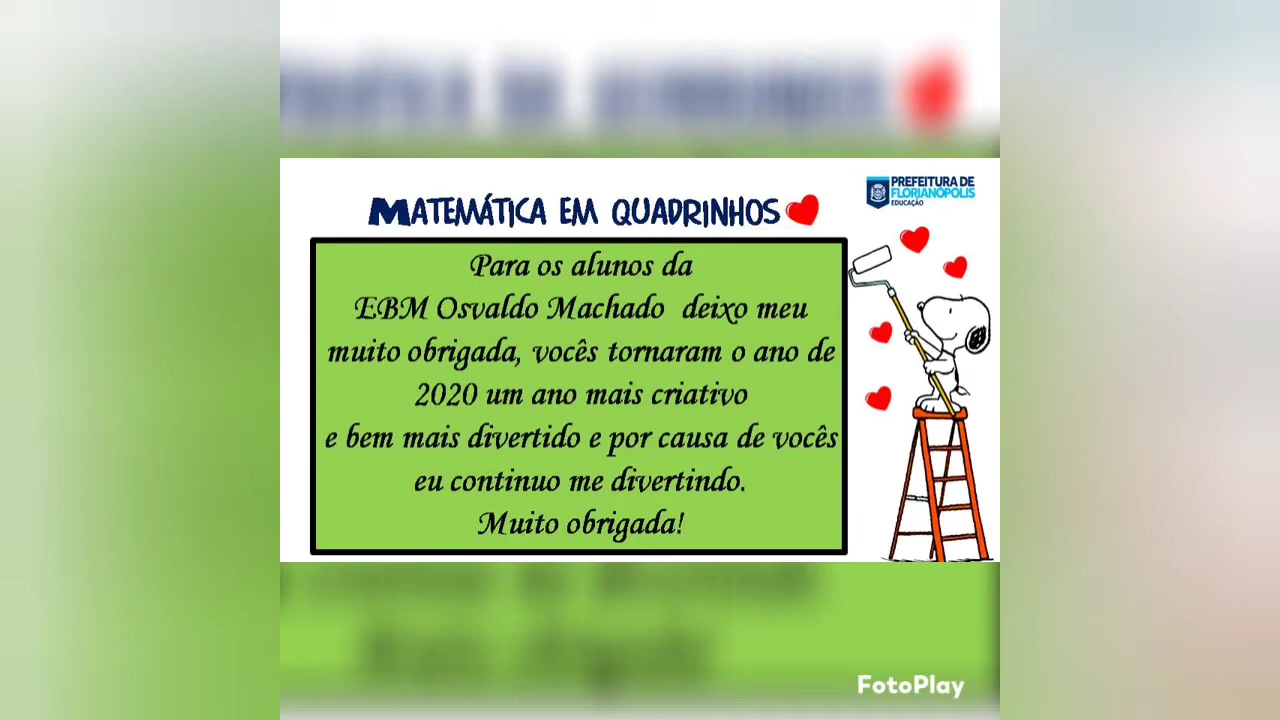 PREFEITURA DE
FLORIANÓPOLIS
EDUCAÇÃO
MATEMÁTICA EM QUADRINHOS
Para os alunos da
EBM Osvaldo Machado deixo meu
muito obrigada, vocês tornaram o ano de
2020 um ano mais criativo
e bem mais divertido e por causa de vocês
eu continuo me divertindo.
Muito obrigada!
FotoPlay